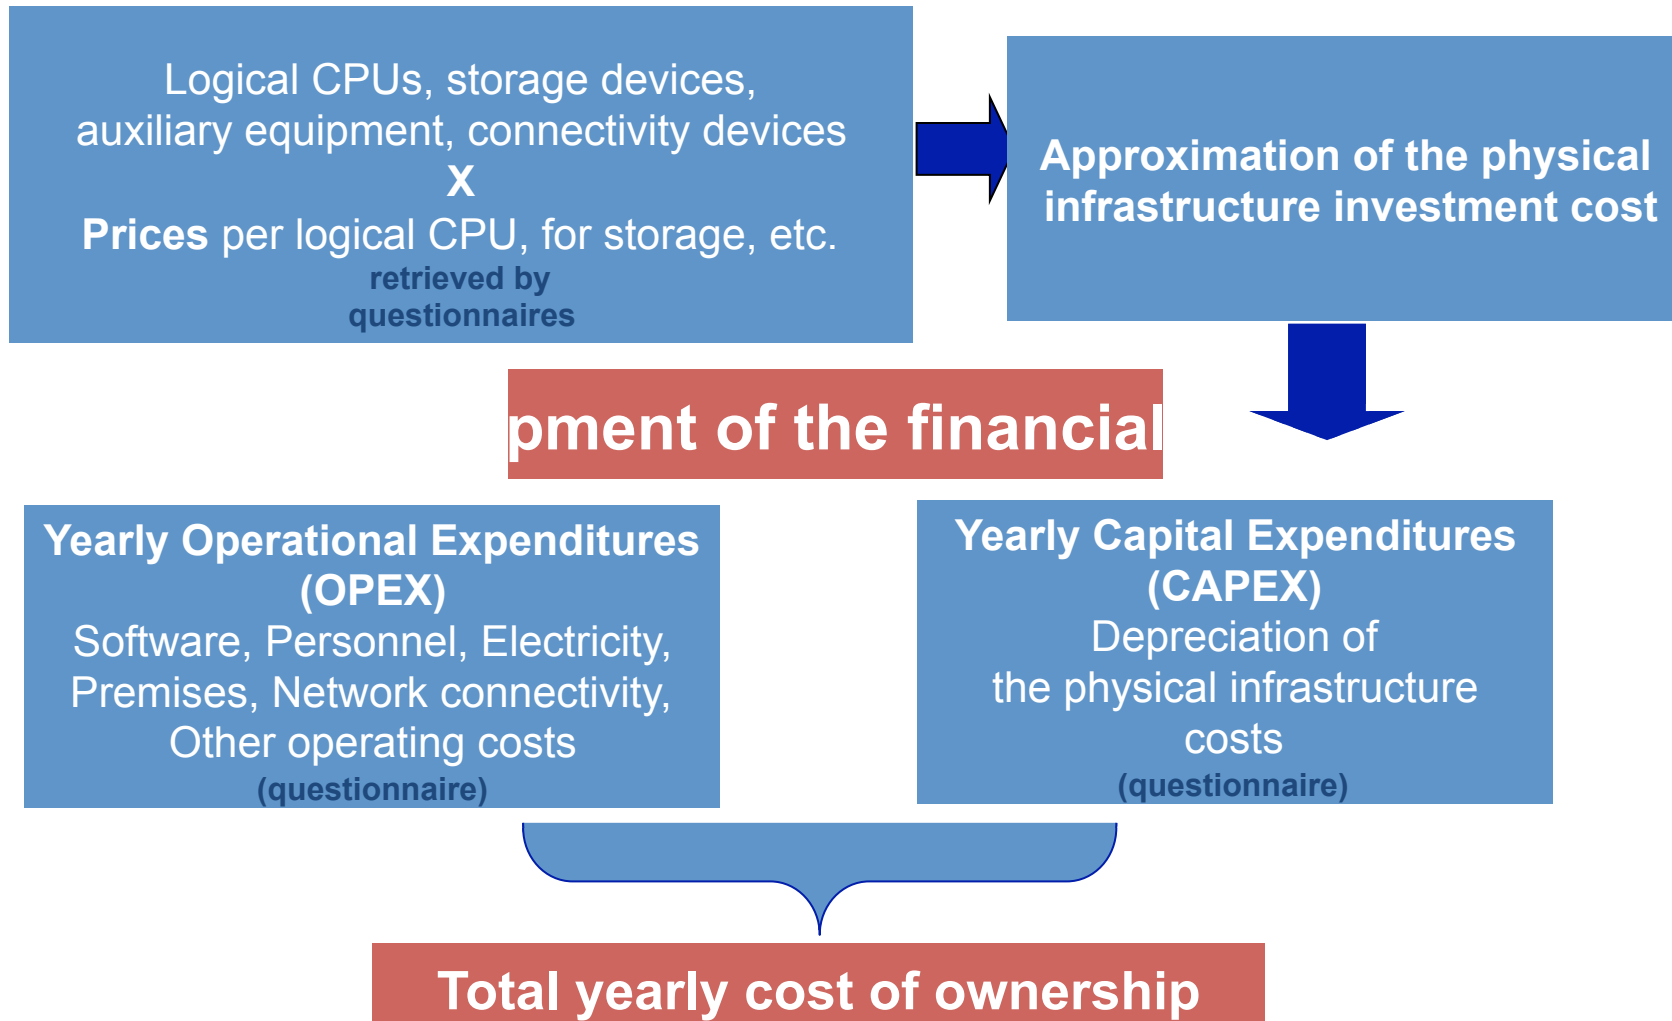 Logical CPUs, storage devices,
auxiliary equipment, connectivity devices
X
Prices per logical CPU, for storage, etc.
retrieved by
questionnaires
Approximation of the physical
infrastructure investment cost
pment of the financial
Yearly Operational Expenditures
(OPEX)
Software, Personnel, Electricity,
Premises, Network connectivity,
Other operating costs
(questionnaire)
Yearly Capital Expenditures
(CAPEX)
Depreciation of
the physical infrastructure
costs
(questionnaire)
Total yearly cost of ownership